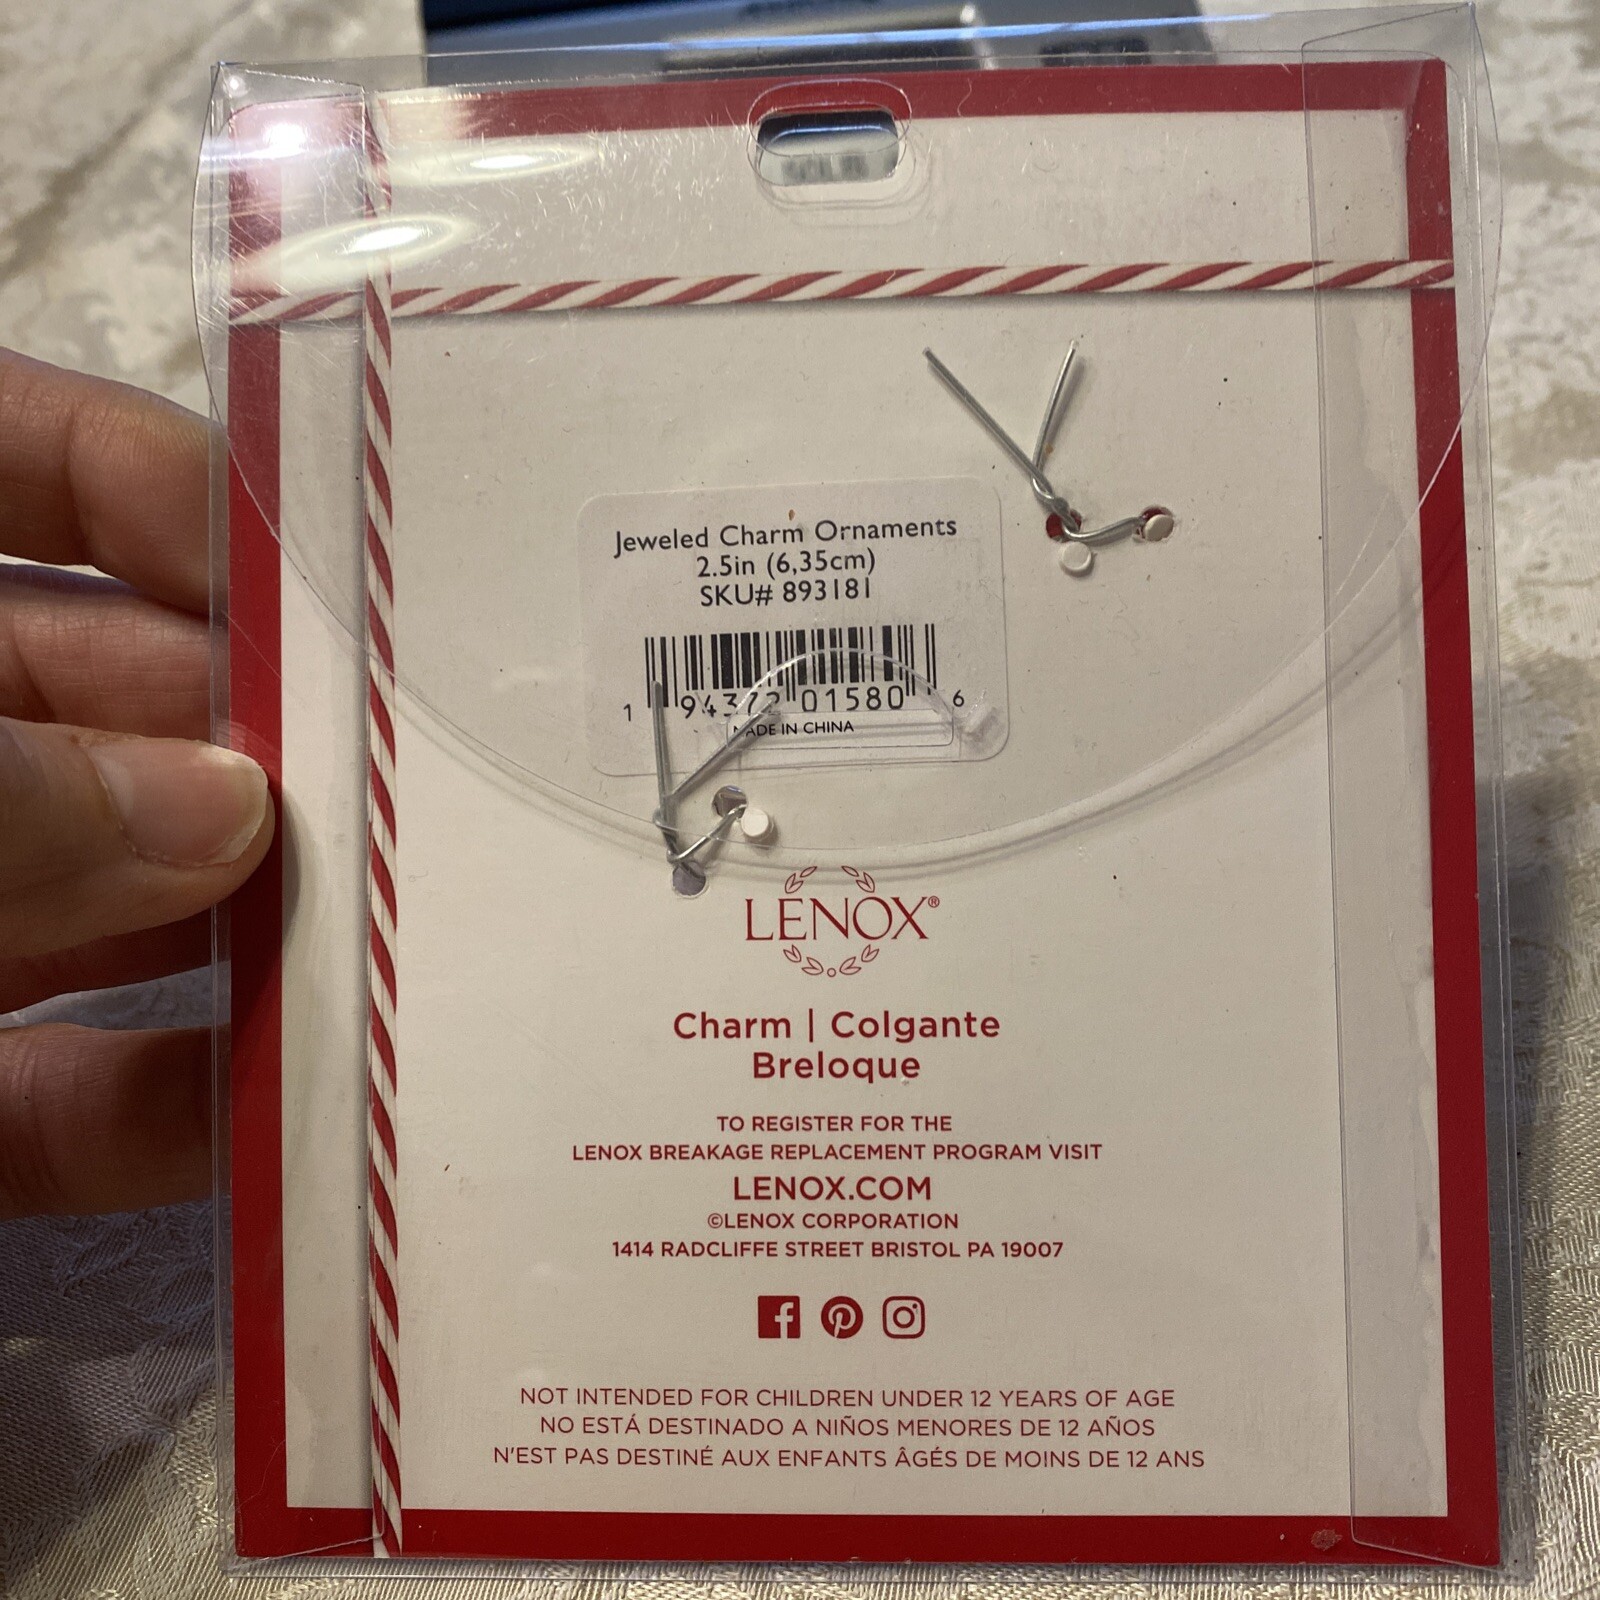 Jeweled Charm Ornaments
2.5in (6,35cm)
SKU# 893181
1 94372 01580 6
MADE IN CHINA
LENOX®
Charm | Colgante
Breloque
TO REGISTER FOR THE
LENOX BREAKAGE REPLACEMENT PROGRAM VISIT
LENOX.COM
©LENOX CORPORATION
1414 RADCLIFFE STREET BRISTOL PA 19007
NOT INTENDED FOR CHILDREN UNDER 12 YEARS OF AGE
NO ESTÁ DESTINADO A NIÑOS MENORES DE 12 AÑOS
N'EST PAS DESTINÉ AUX ENFANTS ÂGÉS DE MOINS DE 12 ANS